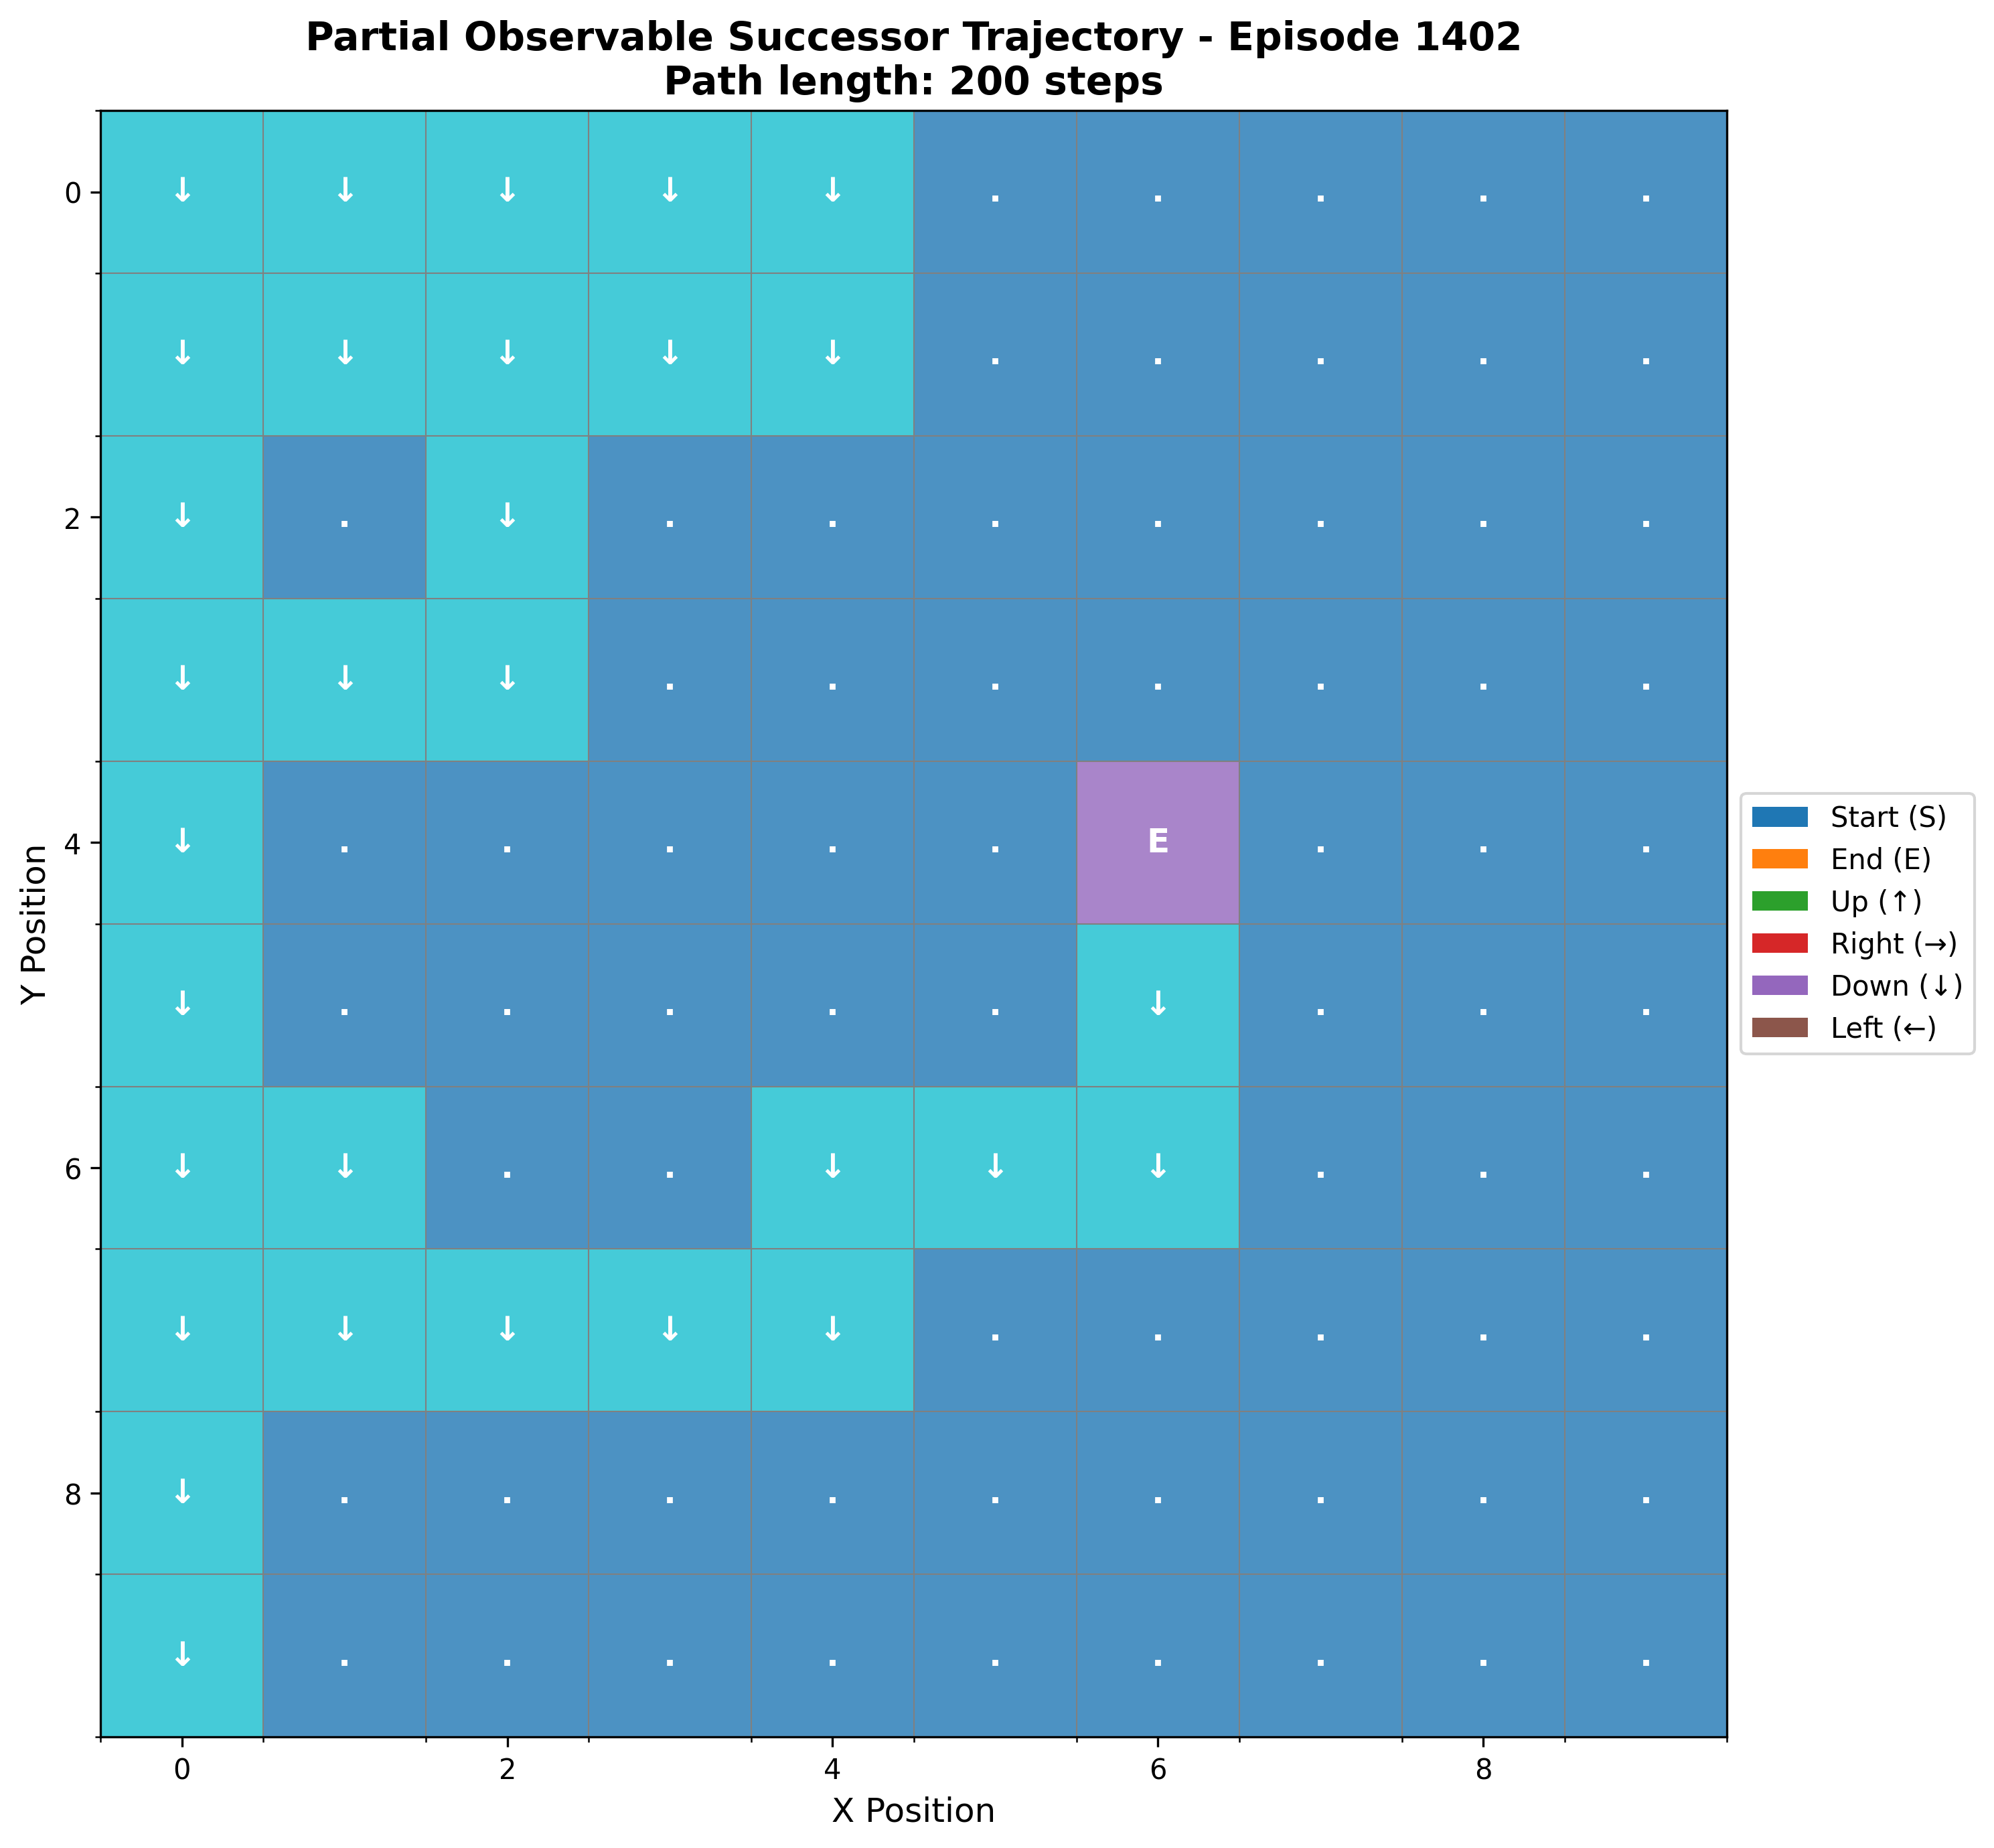 Partial Observable Successor Trajectory - Episode 1402
Path length: 200 steps
0 ↓ ↓ ↓ ↓ ↓ . . . . .
↓ ↓ ↓ ↓ ↓ . . . . .
2 ↓ . ↓ . . . . . . .
↓ ↓ ↓ . . . . . . .
4 ↓ . . . . . E . . .
↓ . . . . . ↓ . . .
6 ↓ ↓ . . ↓ ↓ ↓ . . .
↓ ↓ ↓ ↓ ↓ . . . . .
8 ↓ . . . . . . . . .
↓ . . . . . . . . .
0 2 4 6 8
X Position
Y Position
Start (S)
End (E)
Up (↑)
Right (→)
Down (↓)
Left (←)